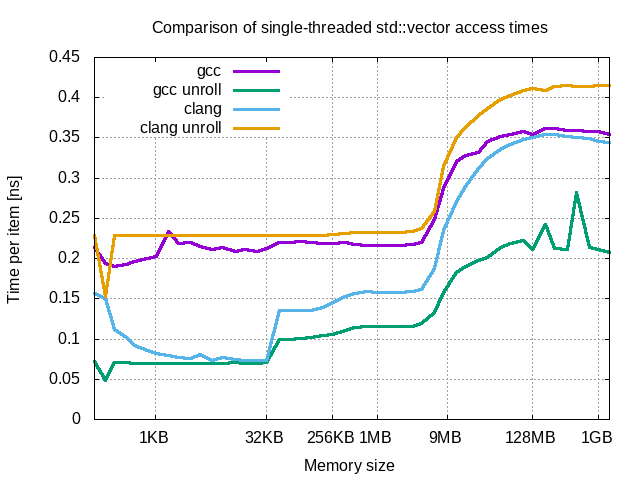 Comparison of single-threaded std::vector access times
0.45
0.4
0.35
0.3
0.25
0.2
0.15
0.1
0.05
0
Time per item [ns]
gcc
gcc unroll
clang
clang unroll
1KB 32KB 256KB 1MB 9MB 128MB 1GB
Memory size